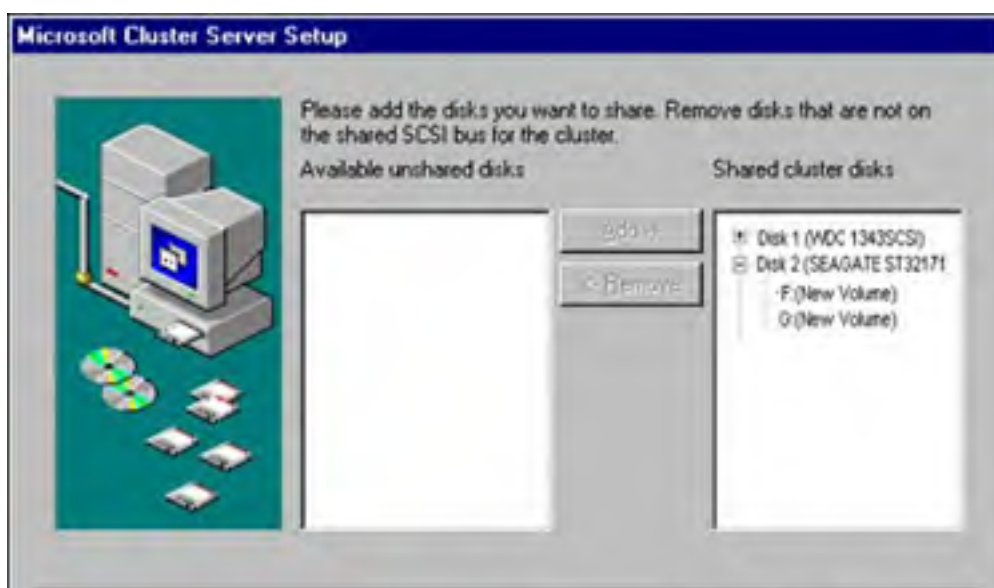 Microsoft Cluster Server Setup
Please add the disks you want to share. Remove disks that are not on
the shared SCSI bus for the cluster.
Available unshared disks
Shared cluster disks
Add ->
<- Remove
Disk 1 (WDC 1343SCSI)
Disk 2 (SEAGATE ST32171
F:(New Volume)
G:(New Volume)